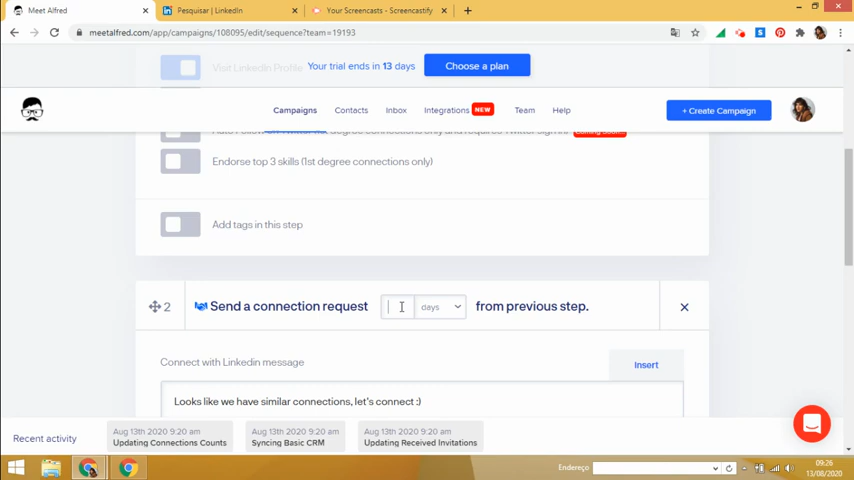 Meet Alfred
Pesquisar | LinkedIn
Your Screencasts - Screencastify
meetalfred.com/app/campaigns/108095/edit/sequence?team=19193
Visit LinkedIn Profile
Your trial ends in 13 days
Choose a plan
Campaigns
Contacts
Inbox
Integrations NEW
Team
Help
+ Create Campaign
Endorse top 3 skills (1st degree connections only)
Add tags in this step
2
Send a connection request
days
from previous step.
Connect with Linkedin message
Insert
Looks like we have similar connections, let's connect :)
Recent activity
Aug 13th 2020 9:20 am
Updating Connections Counts
Aug 13th 2020 9:20 am
Syncing Basic CRM
Aug 13th 2020 9:20 am
Updating Received Invitations
Endereço
09:26
13/08/2020